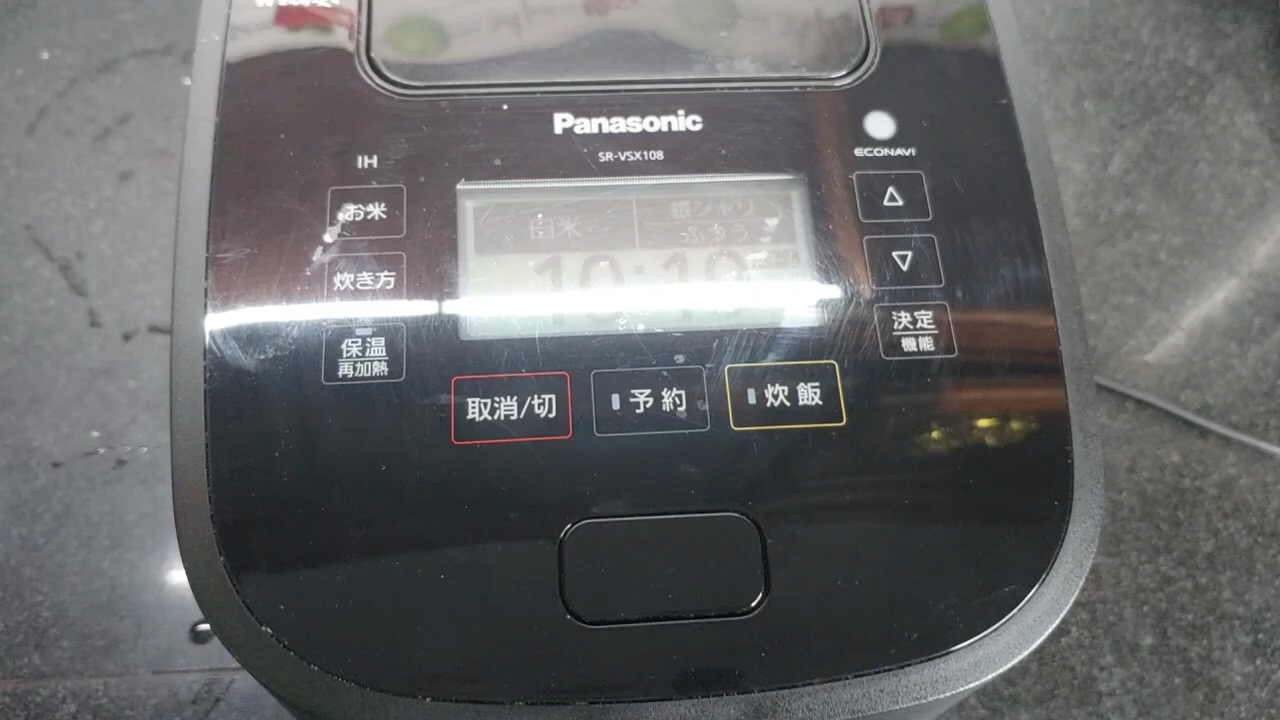 Panasonic
SR-VSX108
ECONAVI
IH
お米
炊き方
保温
再加熱
白米
銀シャリ
ふつう
10:19
△
▽
決定
機能
取消/切
予約
炊飯